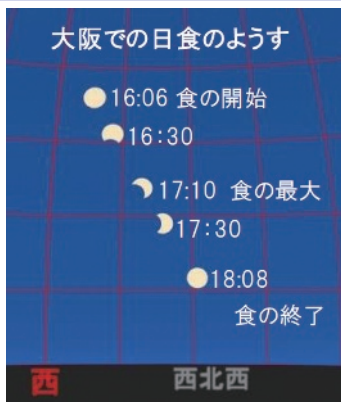 大阪での日食のようす
16:06 食の開始
16:30
17:10 食の最大
17:30
18:08
食の終了
西
西北西